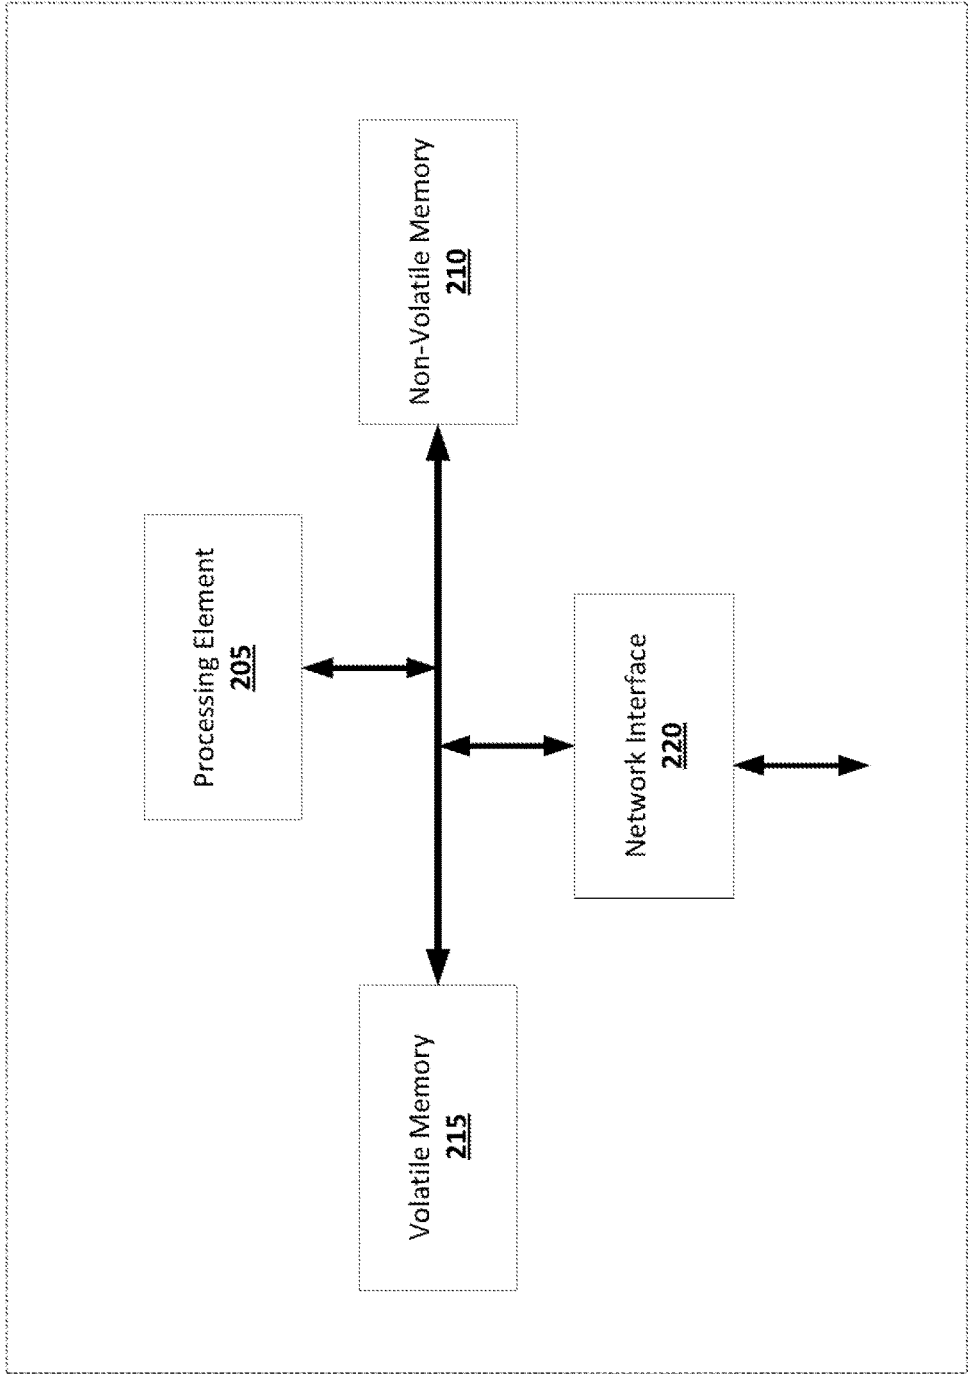 Processing Element
205
Volatile Memory
215
Non-Volatile Memory
210
Network Interface
220